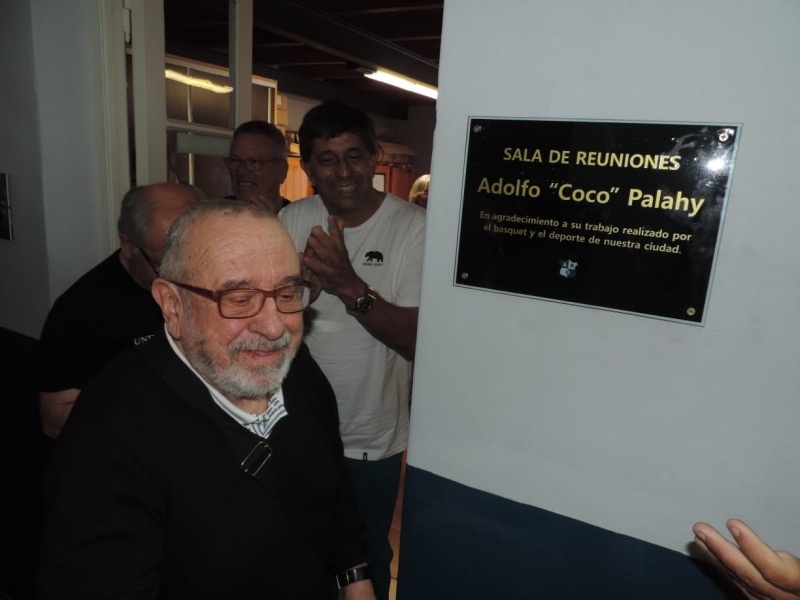 SALA DE REUNIONES
Adolfo "Coco" Palahy
En agradecimiento a su trabajo realizado por
el basquet y el deporte de nuestra ciudad.